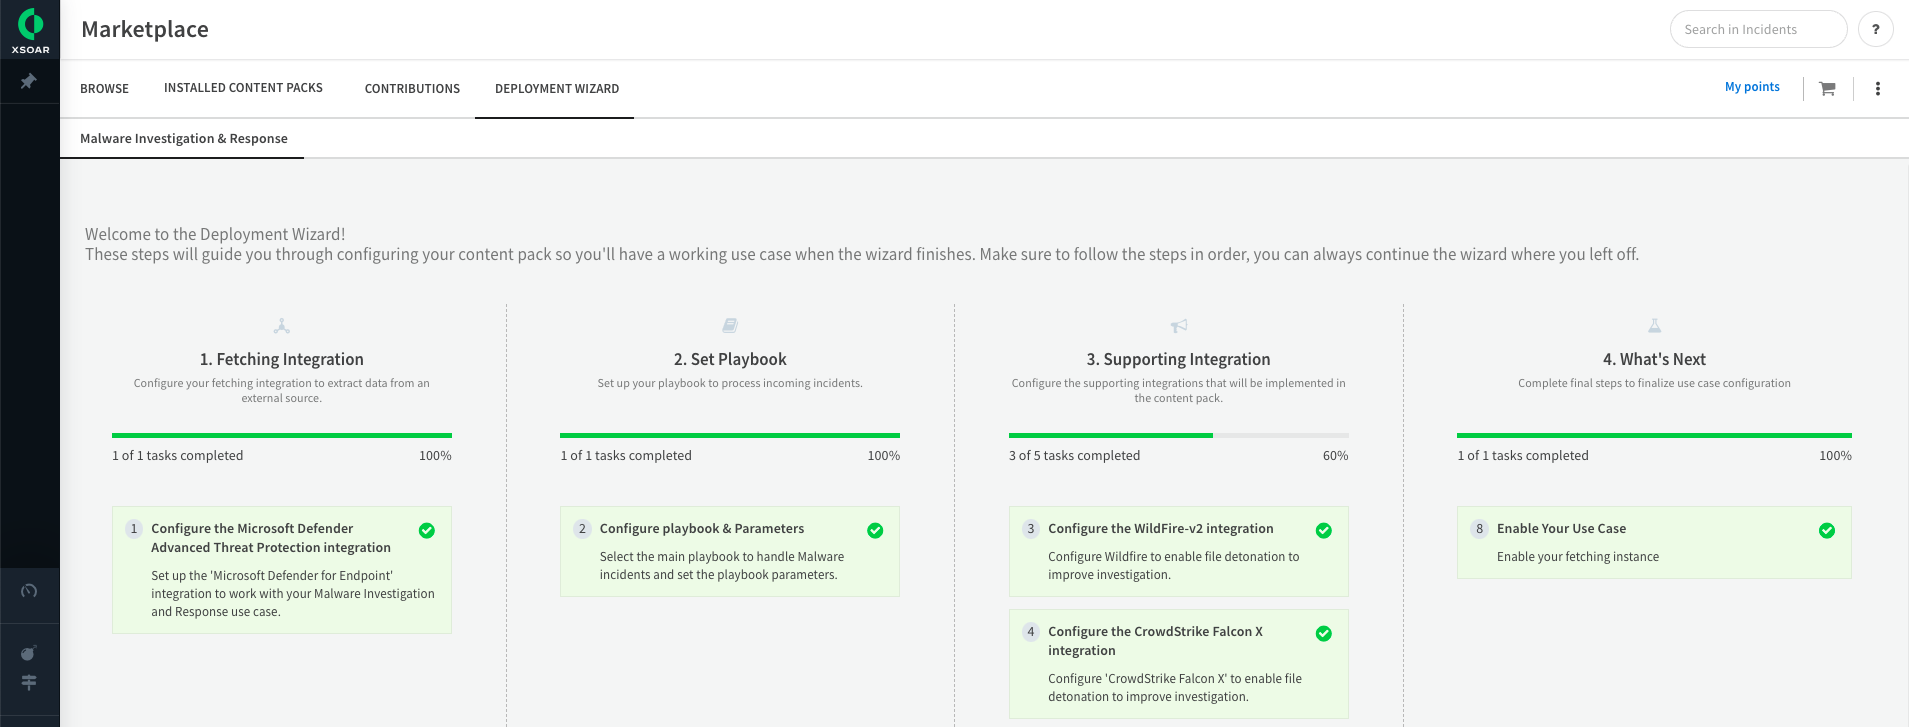 XSOAR
Marketplace
Search in Incidents
?
BROWSE
INSTALLED CONTENT PACKS
CONTRIBUTIONS
DEPLOYMENT WIZARD
My points
Malware Investigation & Response
Welcome to the Deployment Wizard!
These steps will guide you through configuring your content pack so you'll have a working use case when the wizard finishes. Make sure to follow the steps in order, you can always continue the wizard where you left off.
1. Fetching Integration
Configure your fetching integration to extract data from an
external source.
1 of 1 tasks completed
100%
1
Configure the Microsoft Defender
Advanced Threat Protection integration
Set up the 'Microsoft Defender for Endpoint'
integration to work with your Malware Investigation
and Response use case.
2. Set Playbook
Set up your playbook to process incoming incidents.
1 of 1 tasks completed
100%
2
Configure playbook & Parameters
Select the main playbook to handle Malware
incidents and set the playbook parameters.
3. Supporting Integration
Configure the supporting integrations that will be implemented in
the content pack.
3 of 5 tasks completed
60%
3
Configure the WildFire-v2 integration
Configure Wildfire to enable file detonation to
improve investigation.
4
Configure the CrowdStrike Falcon X
integration
Configure 'CrowdStrike Falcon X' to enable file
detonation to improve investigation.
4. What's Next
Complete final steps to finalize use case configuration
1 of 1 tasks completed
100%
8
Enable Your Use Case
Enable your fetching instance